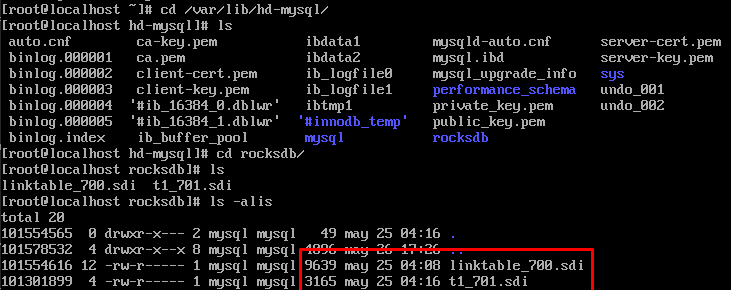 [root@localhost ~]# cd /var/lib/hd-mysql/
[root@localhost hd-mysql]# ls
auto.cnf ca-key.pem ibdata1 mysqld-auto.cnf server-cert.pem
binlog.000001 ca.pem ibdata2 mysql.ibd server-key.pem
binlog.000002 client-cert.pem ib_logfile0 mysql_upgrade_info sys
binlog.000003 client-key.pem ib_logfile1 performance_schema undo_001
binlog.000004 '#ib_16384_0.dblwr' ibtmp1 private_key.pem undo_002
binlog.000005 '#ib_16384_1.dblwr' '#innodb_temp' public_key.pem
binlog.index ib_buffer_pool mysql rocksdb
[root@localhost hd-mysql]# cd rocksdb/
[root@localhost rocksdb]# ls
linktable_700.sdi t1_701.sdi
[root@localhost rocksdb]# ls -alis
total 20
101554565 0 drwxr-x--- 2 mysql mysql 49 may 25 04:16 .
101578532 4 drwxr-x--x 8 mysql mysql 4096 may 26 17:26 ..
101554616 12 -rw-r----- 1 mysql mysql 9639 may 25 04:08 linktable_700.sdi
101301899 4 -rw-r----- 1 mysql mysql 3165 may 25 04:16 t1_701.sdi